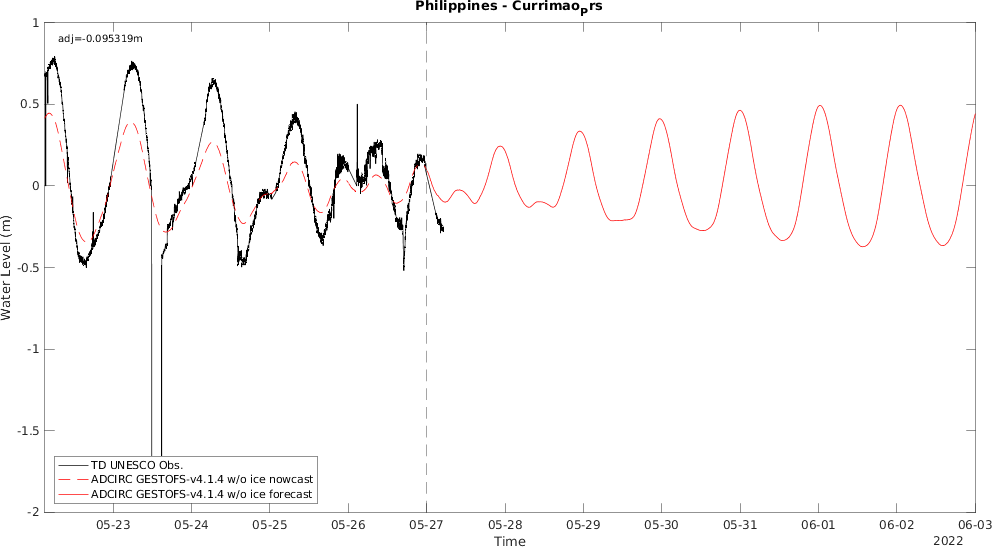 Philippines - Currimaoprs
adj=-0.095319m
1
0.5
0
-0.5
-1
-1.5
-2
Water Level (m)
TD UNESCO Obs.
ADCIRC GESTOFS-v4.1.4 w/o ice nowcast
ADCIRC GESTOFS-v4.1.4 w/o ice forecast
05-23 05-24 05-25 05-26 05-27 05-28 05-29 05-30 05-31 06-01 06-02 06-03
Time
2022